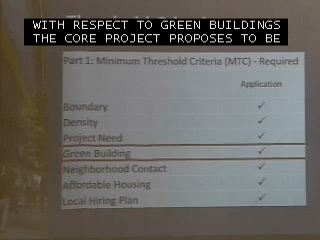 WITH RESPECT TO GREEN BUILDINGS
THE CORE PROJECT PROPOSES TO BE
Part 1: Minimum Threshold Criteria (MTC) - Required
Application
Boundary ✓
Density ✓
Project Need ✓
Green Building ✓
Neighborhood Contact ✓
Affordable Housing ✓
Local Hiring Plan ✓